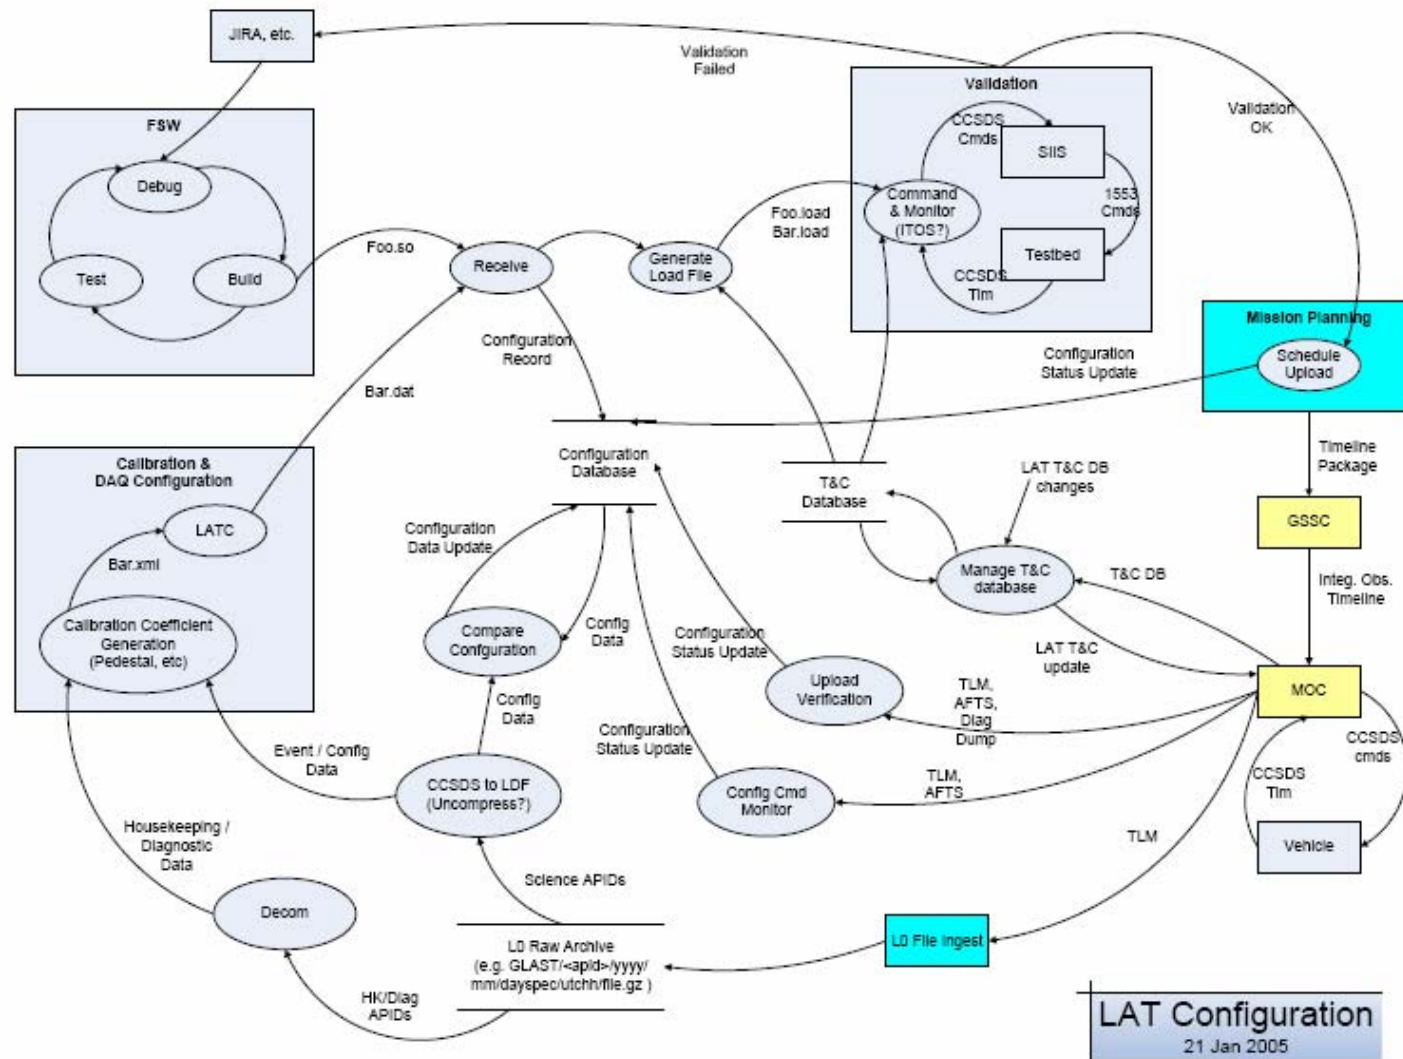 JIRA, etc.
Validation
Failed
Validation
OK
FSW
Debug
Test
Build
Foo.so
Receive
Generate
Load File
Foo.load
Bar.load
Validation
CCSDS
Cmds
SIIS
Command
& Monitor
(ITOS?)
1553
Cmds
Testbed
CCSDS
Tlm
Mission Planning
Schedule
Upload
Configuration
Record
Configuration
Status Update
Bar.dat
Calibration &
DAQ Configuration
LATC
Bar.xml
Calibration Coefficient
Generation
(Pedestal, etc)
Configuration
Database
T&C
Database
LAT T&C DB
changes
Timeline
Package
GSSC
Configuration
Data Update
Manage T&C
database
T&C DB
Integ. Obs.
Timeline
Compare
Confguration
Config
Data
Configuration
Status Update
LAT T&C
update
MOC
Upload
Verification
TLM,
AFTS,
Diag
Dump
Config
Data
Configuration
Status Update
Event / Config
Data
CCSDS to LDF
(Uncompress?)
Config Cmd
Monitor
TLM,
AFTS
CCSDS
cmds
CCSDS
Tlm
Vehicle
Housekeeping /
Diagnostic
Data
TLM
Science APIDs
Decom
L0 Raw Archive
(e.g. GLAST/<apid>/yyyy/
mm/dayspec/utchh/file.gz )
L0 File Ingest
HK/Diag
APIDs
LAT Configuration
21 Jan 2005